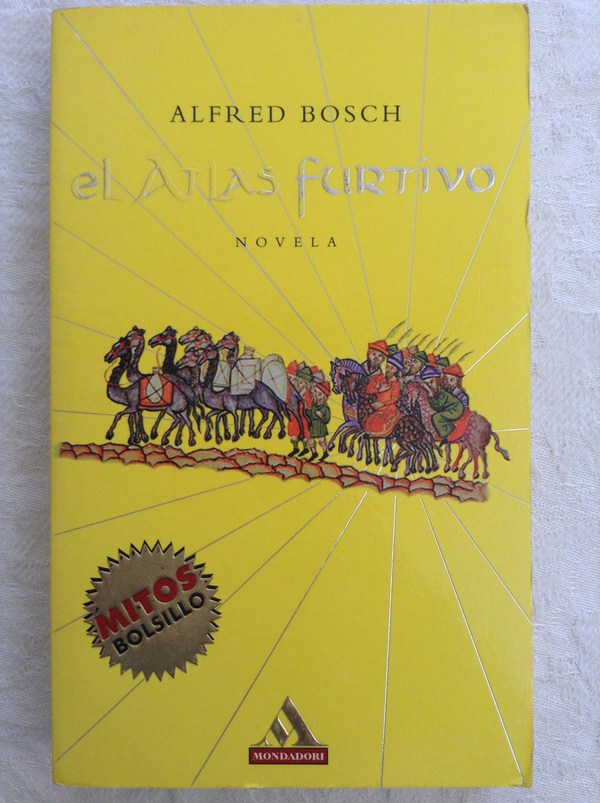 ALFRED BOSCH
el ATLAS FURTIVO
NOVELA
MITOS
BOLSILLO
MONDADORI